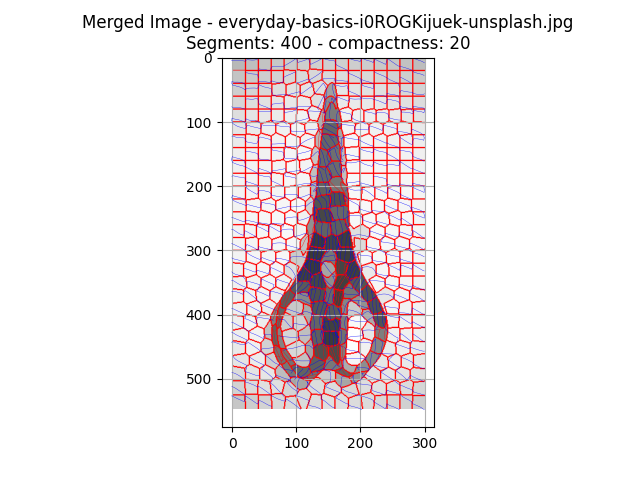 Merged Image - everyday-basics-i0ROGKijuek-unsplash.jpg
Segments: 400 - compactness: 20
0
100
200
300
400
500
0 100 200 300